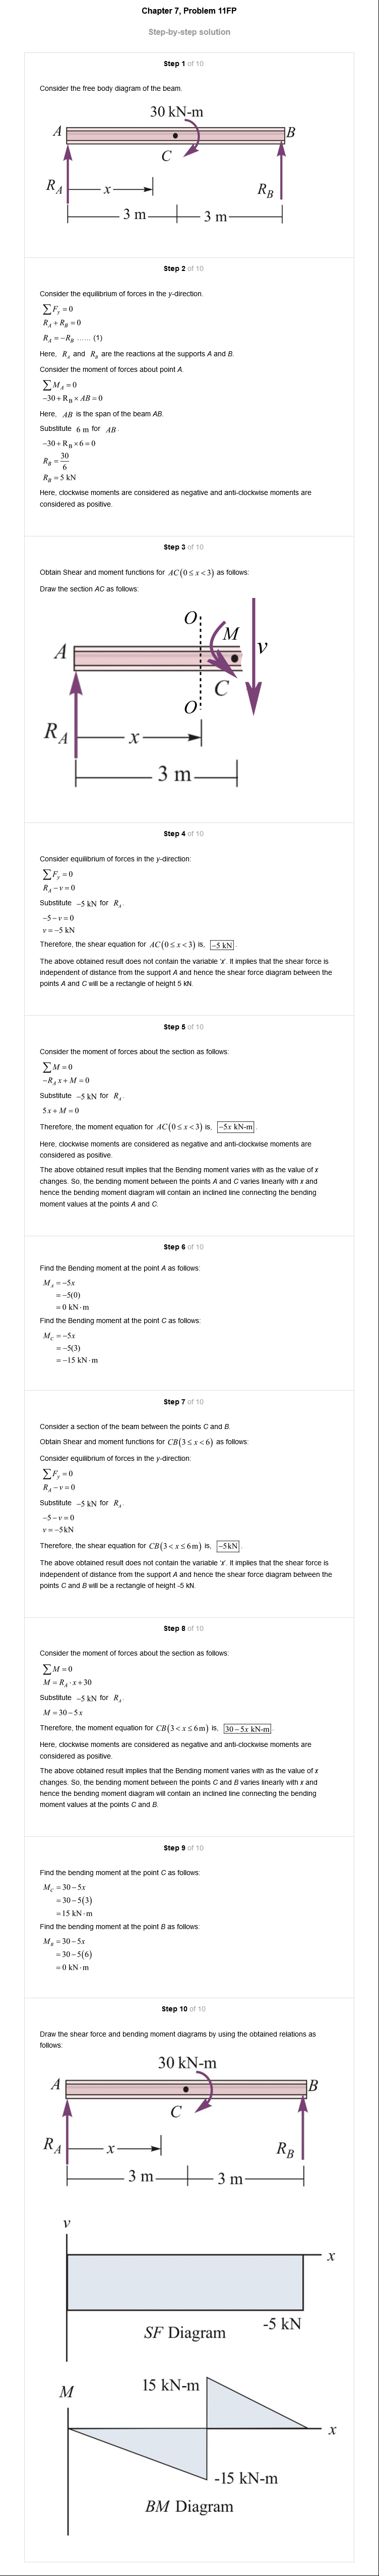 Chapter 7, Problem 11FP
Step-by-step solution
Step 1 of 10
Consider the free body diagram of the beam.
30 kN-m
A
B
C
R_A
x
R_B
3 m
3 m
Step 2 of 10
Consider the equilibrium of forces in the y-direction.
∑F_y = 0
R_A + R_B = 0
R_A = −R_B ...... (1)
Here, R_A and R_B are the reactions at the supports A and B.
Consider the moment of forces about point A.
∑M_A = 0
−30 + R_B × AB = 0
Here, AB is the span of the beam AB.
Substitute 6 m for AB.
−30 + R_B × 6 = 0
R_B = 30/6
R_B = 5 kN
Here, clockwise moments are considered as negative and anti-clockwise moments are
considered as positive.
Step 3 of 10
Obtain Shear and moment functions for AC(0 ≤ x < 3) as follows:
Draw the section AC as follows:
O
M
v
A
C
O
R_A
x
3 m
Step 4 of 10
Consider equilibrium of forces in the y-direction:
∑F_y = 0
R_A − v = 0
Substitute −5 kN for R_A.
−5 − v = 0
v = −5 kN
Therefore, the shear equation for AC(0 ≤ x < 3) is, −5 kN.
The above obtained result does not contain the variable 'x'. It implies that the shear force is
independent of distance from the support A and hence the shear force diagram between the
points A and C will be a rectangle of height 5 kN.
Step 5 of 10
Consider the moment of forces about the section as follows:
∑M = 0
−R_A x + M = 0
Substitute −5 kN for R_A.
5x + M = 0
Therefore, the moment equation for AC(0 ≤ x < 3) is, −5x kN-m.
Here, clockwise moments are considered as negative and anti-clockwise moments are
considered as positive.
The above obtained result implies that the Bending moment varies with as the value of x
changes. So, the bending moment between the points A and C varies linearly with x and
hence the bending moment diagram will contain an inclined line connecting the bending
moment values at the points A and C.
Step 6 of 10
Find the Bending moment at the point A as follows:
M_A = −5x
= −5(0)
= 0 kN·m
Find the Bending moment at the point C as follows:
M_C = −5x
= −5(3)
= −15 kN·m
Step 7 of 10
Consider a section of the beam between the points C and B.
Obtain Shear and moment functions for CB(3 ≤ x < 6) as follows:
Consider equilibrium of forces in the y-direction:
∑F_y = 0
R_A − v = 0
Substitute −5 kN for R_A.
−5 − v = 0
v = −5kN
Therefore, the shear equation for CB(3 < x ≤ 6 m) is, −5kN.
The above obtained result does not contain the variable 'x'. It implies that the shear force is
independent of distance from the support A and hence the shear force diagram between the
points C and B will be a rectangle of height -5 kN.
Step 8 of 10
Consider the moment of forces about the section as follows:
∑M = 0
M = R_A · x + 30
Substitute −5 kN for R_A.
M = 30 − 5x
Therefore, the moment equation for CB(3 < x ≤ 6 m) is, 30 − 5x kN-m.
Here, clockwise moments are considered as negative and anti-clockwise moments are
considered as positive.
The above obtained result implies that the Bending moment varies with as the value of x
changes. So, the bending moment between the points C and B varies linearly with x and
hence the bending moment diagram will contain an inclined line connecting the bending
moment values at the points C and B.
Step 9 of 10
Find the bending moment at the point C as follows:
M_C = 30 − 5x
= 30 − 5(3)
= 15 kN·m
Find the bending moment at the point B as follows:
M_B = 30 − 5x
= 30 − 5(6)
= 0 kN·m
Step 10 of 10
Draw the shear force and bending moment diagrams by using the obtained relations as
follows:
30 kN-m
A
B
C
R_A
x
R_B
3 m
3 m
v
x
-5 kN
SF Diagram
15 kN-m
M
x
-15 kN-m
BM Diagram